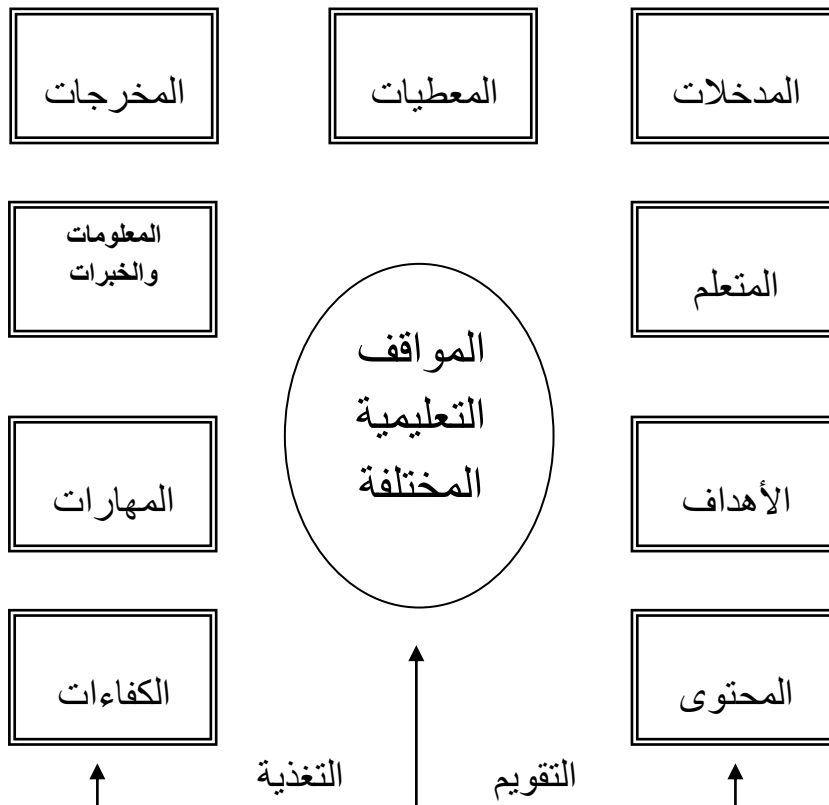 المدخلات
المعطيات
المخرجات
المتعلم
المواقف
التعليمية
المختلفة
المعلومات
والخبرات
الأهداف
المهارات
المحتوى
الكفاءات
التقويم
التغذية